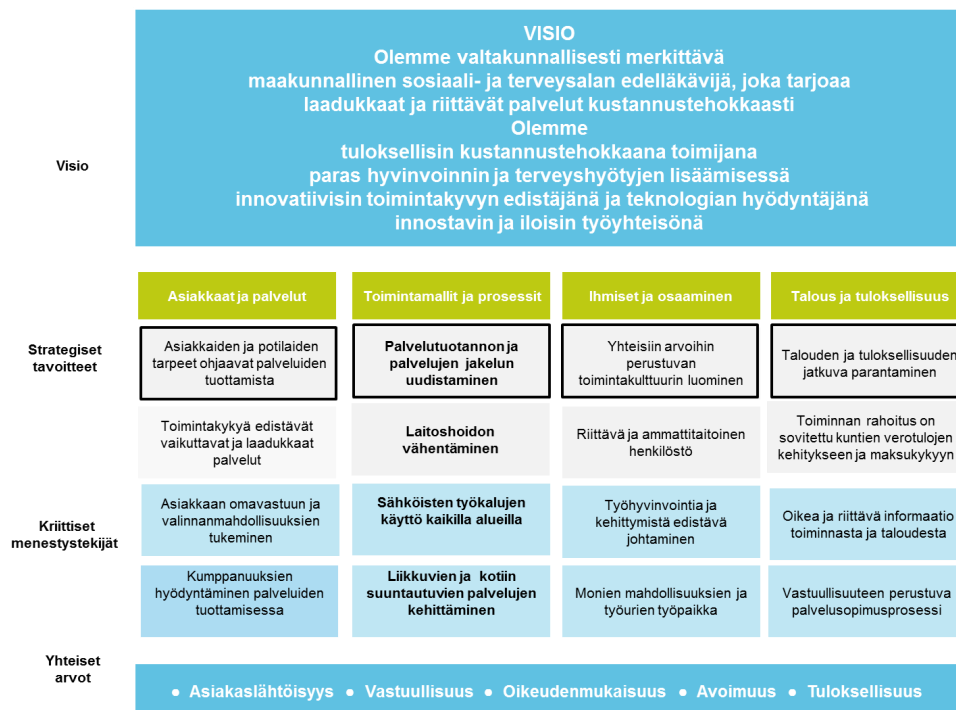 VISIO
Olemme valtakunnallisesti merkittävä
maakunnallinen sosiaali- ja terveysalan edelläkävijä, joka tarjoaa
laadukkaat ja riittävät palvelut kustannustehokkaasti
Olemme
tuloksellisin kustannustehokkaana toimijana
paras hyvinvoinnin ja terveyshyötyjen lisäämisessä
innovatiivisin toimintakyvyn edistäjänä ja teknologian hyödyntäjänä
innostavin ja iloisin työyhteisönä
Visio
Asiakkaat ja palvelut
Toimintamallit ja prosessit
Ihmiset ja osaaminen
Talous ja tuloksellisuus
Strategiset
tavoitteet
Asiakkaiden ja potilaiden
tarpeet ohjaavat palveluiden
tuottamista
Palvelutuotannon ja
palvelujen jakelun
uudistaminen
Yhteisiin arvoihin
perustuvan
toimintakulttuurin luominen
Talouden ja tuloksellisuuden
jatkuva parantaminen
Toimintakykyä edistävät
vaikuttavat ja laadukkaat
palvelut
Laitoshoidon
vähentäminen
Riittävä ja ammattitaitoinen
henkilöstö
Toiminnan rahoitus on
sovitettu kuntien verotulojen
kehitykseen ja maksukykyyn
Kriittiset
menestystekijät
Asiakkaan omavastuun ja
valinnanmahdollisuuksien
tukeminen
Sähköisten työkalujen
käyttö kaikilla alueilla
Työhyvinvointia ja
kehittymistä edistävä
johtaminen
Oikea ja riittävä informaatio
toiminnasta ja taloudesta
Kumppanuuksien
hyödyntäminen palveluiden
tuottamisessa
Liikkuvien ja kotiin
suuntautuvien palvelujen
kehittäminen
Monien mahdollisuuksien ja
työurien työpaikka
Vastuullisuuteen perustuva
palvelusopimusprosessi
Yhteiset
arvot
● Asiakaslähtöisyys ● Vastuullisuus ● Oikeudenmukaisuus ● Avoimuus ● Tuloksellisuus